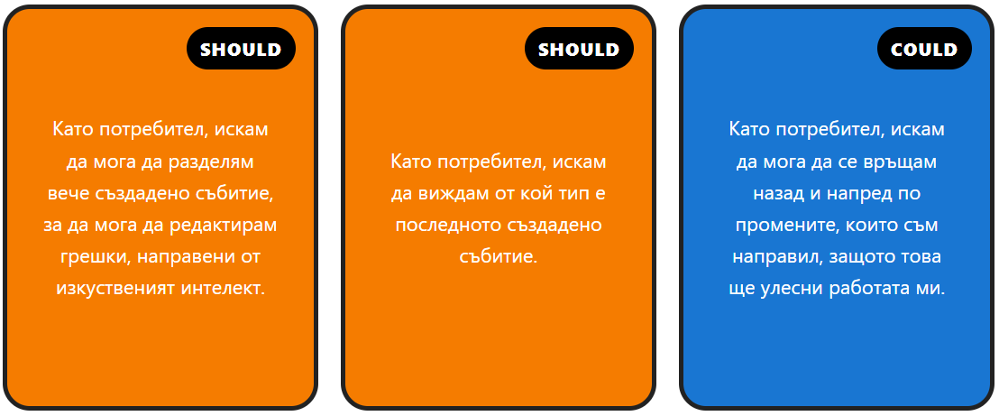 SHOULD
Като потребител, искам
да мога да разделям
вече създадено събитие,
за да мога да редактирам
грешки, направени от
изкуственият интелект.
SHOULD
Като потребител, искам
да виждам от кой тип е
последното създадено
събитие.
COULD
Като потребител, искам
да мога да се връщам
назад и напред по
промените, които съм
направил, защото това
ще улесни работата ми.